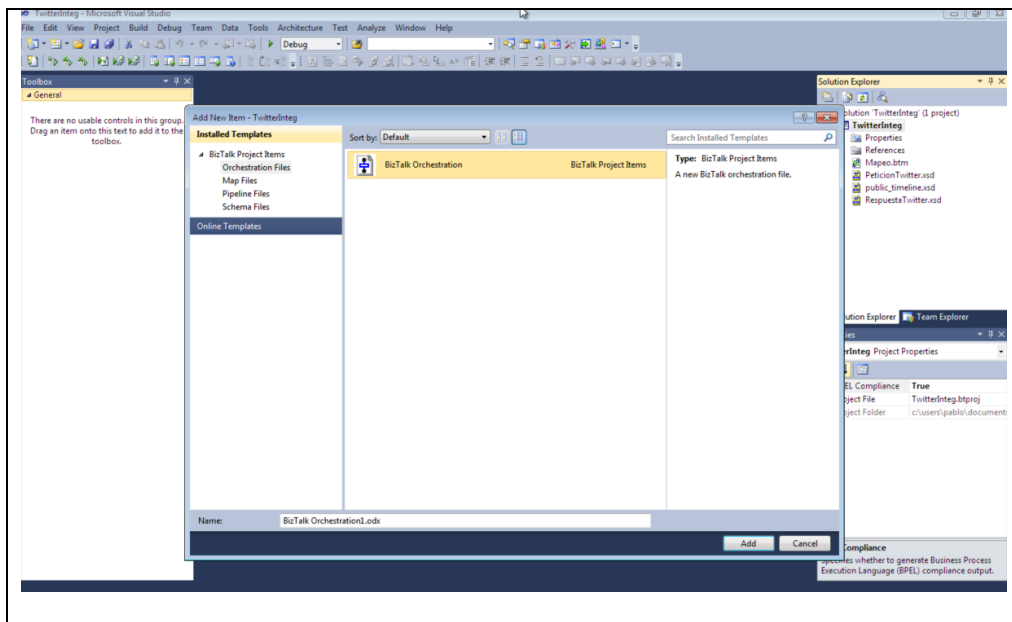 TwitterInteg - Microsoft Visual Studio
File Edit View Project Build Debug Team Data Tools Architecture Test Analyze Window Help
Debug
Toolbox
General
There are no usable controls in this group.
Drag an item onto this text to add it to the
toolbox.
Add New Item - TwitterInteg
Installed Templates
BizTalk Project Items
Orchestration Files
Map Files
Pipeline Files
Schema Files
Online Templates
Sort by: Default
BizTalk Orchestration BizTalk Project Items
Search Installed Templates
Type: BizTalk Project Items
A new BizTalk orchestration file.
Name: BizTalk Orchestration1.odx
Add Cancel
Solution Explorer
olution 'TwitterInteg' (1 project)
TwitterInteg
Properties
References
Mapeo.btm
PeticionTwitter.xsd
public_timeline.xsd
RespuestaTwitter.xsd
ution Explorer Team Explorer
ies
erInteg Project Properties
EL Compliance True
oject File TwitterInteg.btproj
oject Folder c:\users\pablo\document
Compliance
Specifies whether to generate Business Process
Execution Language (BPEL) compliance output.